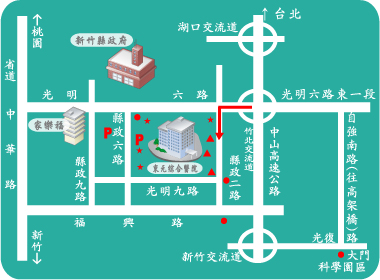 ↑台北
湖口交流道
↑桃園
新竹縣政府
省道中華路
光明六路
光明六路東一段
家樂福
縣政九路
縣政六路
P
P
東元綜合醫院
竹北交流道
中山高速公路
自強南路(往高架橋)路
縣政二路
光明九路
福興路
光復
新竹↓
新竹交流道
大門
科學園區